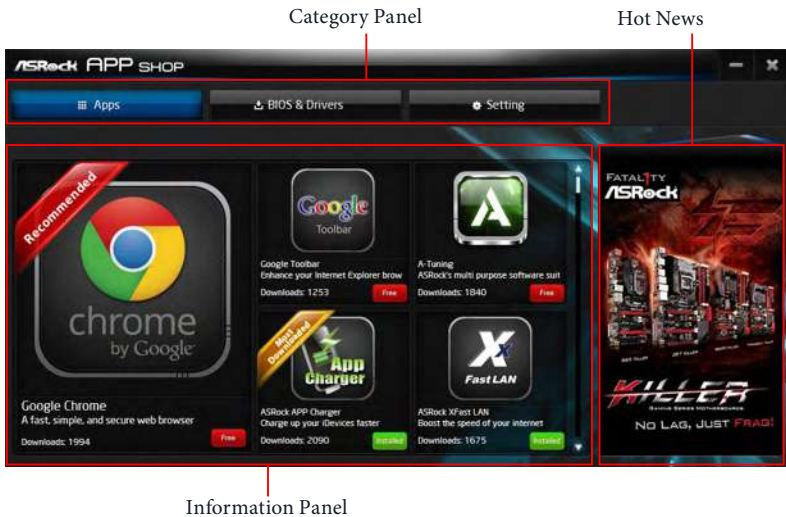 Category Panel
Hot News
ASRock APP SHOP
Apps
BIOS & Drivers
Setting
Recommended
chrome
by Google
Google Chrome
A fast, simple, and secure web browser
Downloads: 1994
Free
Google
Toolbar
Google Toolbar
Enhance your Internet Explorer brow
Downloads: 1253
Free
A-Tuning
ASRock's multi purpose software suit
Downloads: 1840
Free
Most
Downloaded
App
Charger
ASRock APP Charger
Charge up your iDevices faster
Downloads: 2090
Installed
X
Fast LAN
ASRock XFast LAN
Boost the speed of your internet
Downloads: 1675
Installed
FATAL1TY
ASRock
KILLER
GAMING SERIES MOTHERBOARDS
NO LAG, JUST FRAG!
Information Panel